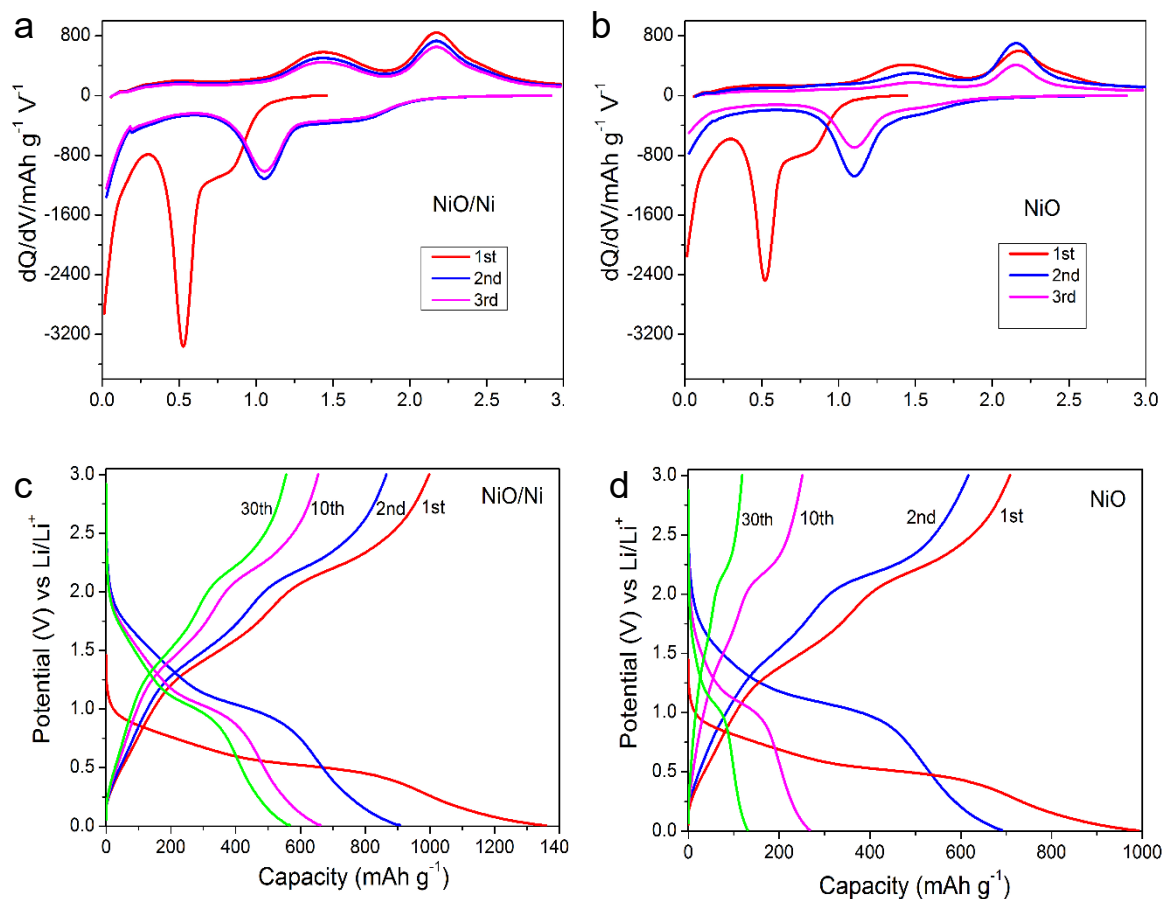 a
dQ/dV/mAh g⁻¹ V⁻¹
800
0
-800
-1600
-2400
-3200
NiO/Ni
1st
2nd
3rd
0.0 0.5 1.0 1.5 2.0 2.5 3.
b
dQ/dV/mAh g⁻¹ V⁻¹
800
0
-800
-1600
-2400
-3200
NiO
1st
2nd
3rd
0.0 0.5 1.0 1.5 2.0 2.5 3.0
c
Potential (V) vs Li/Li⁺
3.0
2.5
2.0
1.5
1.0
0.5
0.0
NiO/Ni
30th 10th 2nd 1st
0 200 400 600 800 1000 1200 140
Capacity (mAh g⁻¹)
d
Potential (V) vs Li/Li⁺
3.0
2.5
2.0
1.5
1.0
0.5
0.0
NiO
30th 10th 2nd 1st
0 200 400 600 800 1000
Capacity (mAh g⁻¹)